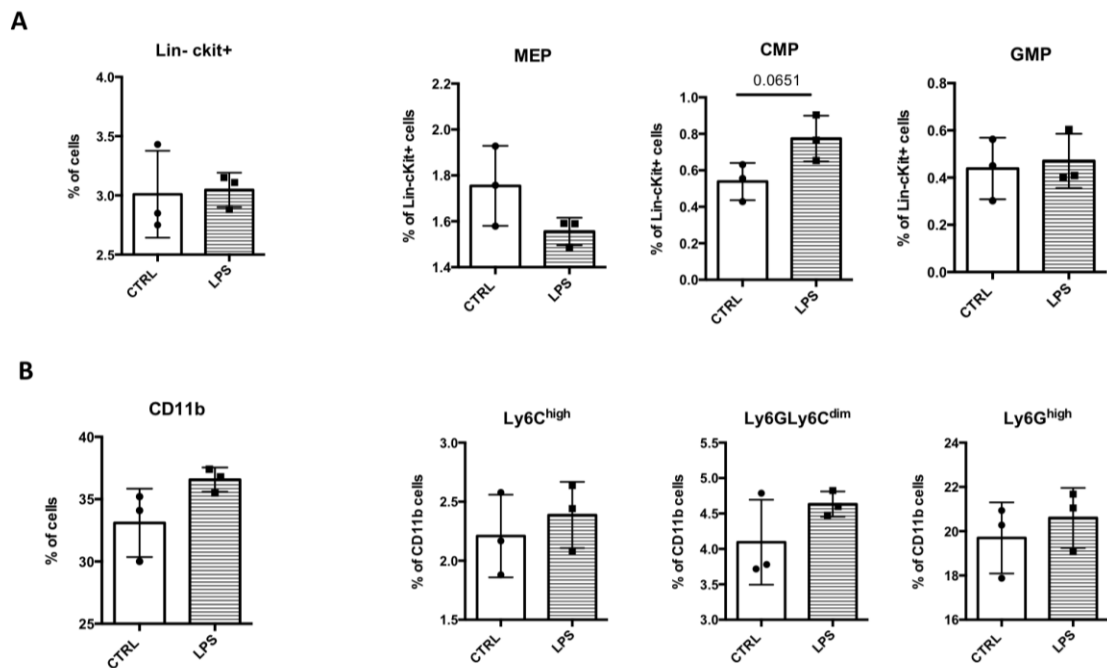 A
Lin- ckit+
% of cells
4.0
3.5
3.0
2.5
CTRL
LPS
MEP
% of Lin-cKit+ cells
2.2
2.0
1.8
1.6
1.4
CTRL
LPS
CMP
0.0651
% of Lin-cKit+ cells
1.0
0.8
0.6
0.4
0.2
0.0
CTRL
LPS
GMP
% of Lin-cKit+ cells
0.8
0.6
0.4
0.2
0.0
CTRL
LPS
B
CD11b
% of cells
40
35
30
25
CTRL
LPS
Ly6Chigh
% of CD11b cells
3.0
2.5
2.0
1.5
CTRL
LPS
Ly6GLy6Cdim
% of CD11b cells
5.5
5.0
4.5
4.0
3.5
3.0
CTRL
LPS
Ly6Ghigh
% of CD11b cells
24
22
20
18
16
CTRL
LPS